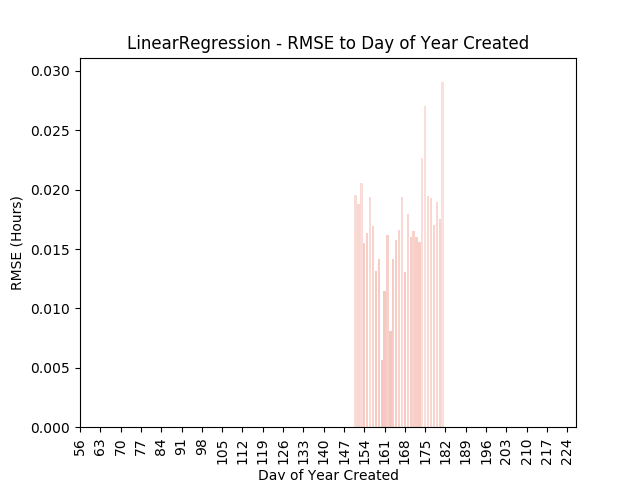 LinearRegression - RMSE to Day of Year Created
0.030
0.025
0.020
0.015
0.010
0.005
0.000
RMSE (Hours)
56 63 70 77 84 91 98 105 112 119 126 133 140 147 154 161 168 175 182 189 196 203 210 217 224
Day of Year Created